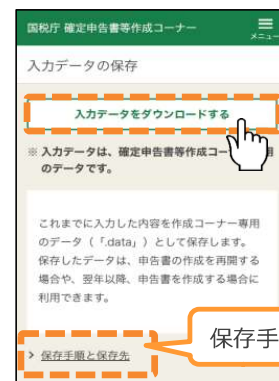 国税庁 確定申告書等作成コーナー
メニュー
入力データの保存
入力データをダウンロードする
※ 入力データは、確定申告書等作成コー
のデータです。
これまでに入力した内容を作成コーナー専用
のデータ（「.data」）として保存します。
保存したデータは、申告書の作成を再開する
場合や、翌年以降、申告書を作成する場合に
利用できます。
保存手
> 保存手順と保存先